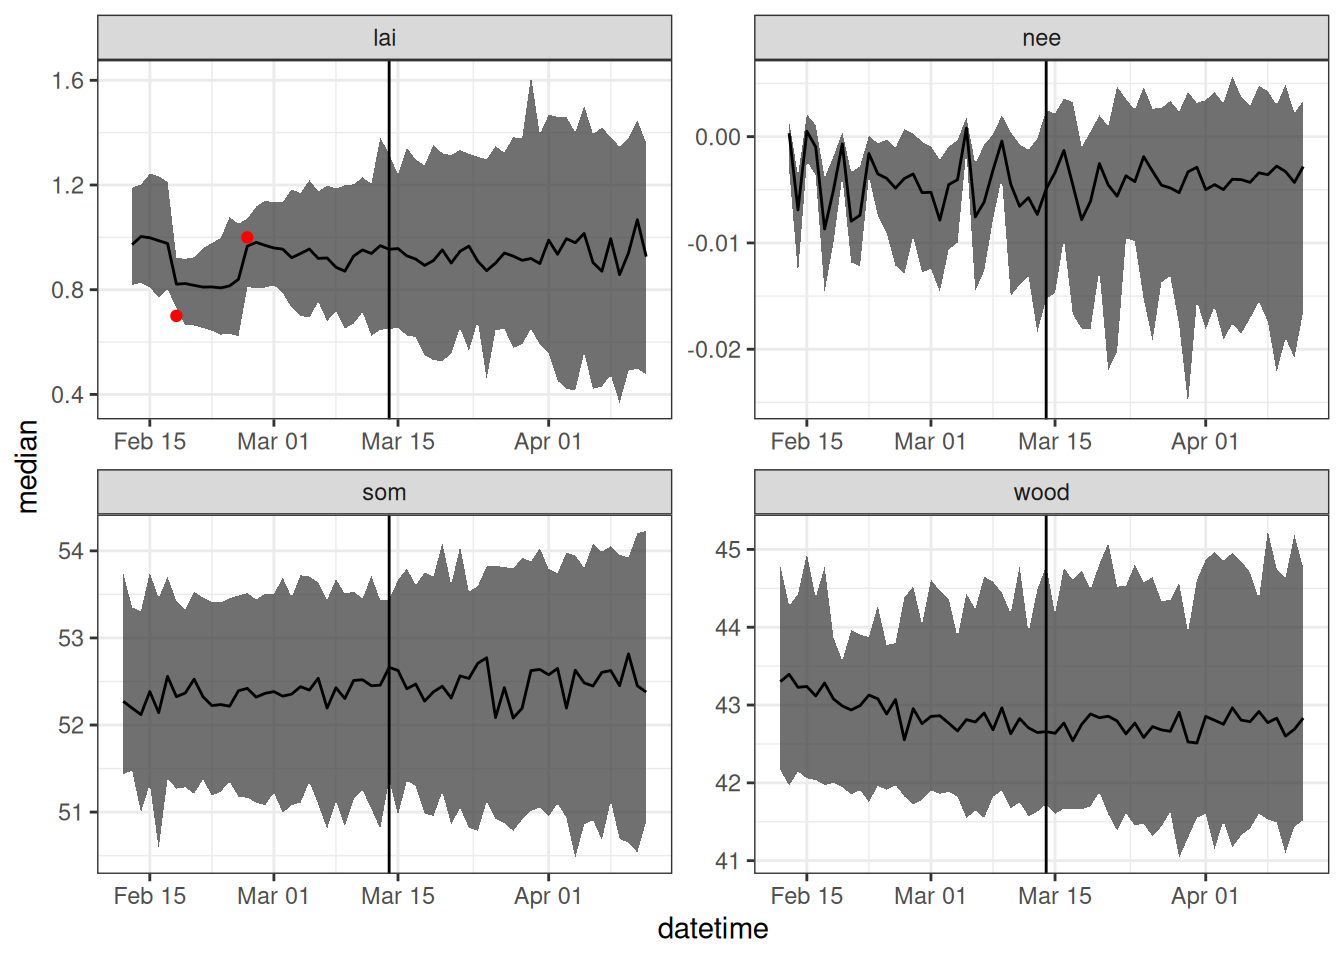 lai
nee
1.6
1.2
0.8
0.4
0.00
-0.01
-0.02
Feb 15 Mar 01 Mar 15 Apr 01
Feb 15 Mar 01 Mar 15 Apr 01
median
som
wood
54
53
52
51
45
44
43
42
41
Feb 15 Mar 01 Mar 15 Apr 01
Feb 15 Mar 01 Mar 15 Apr 01
datetime